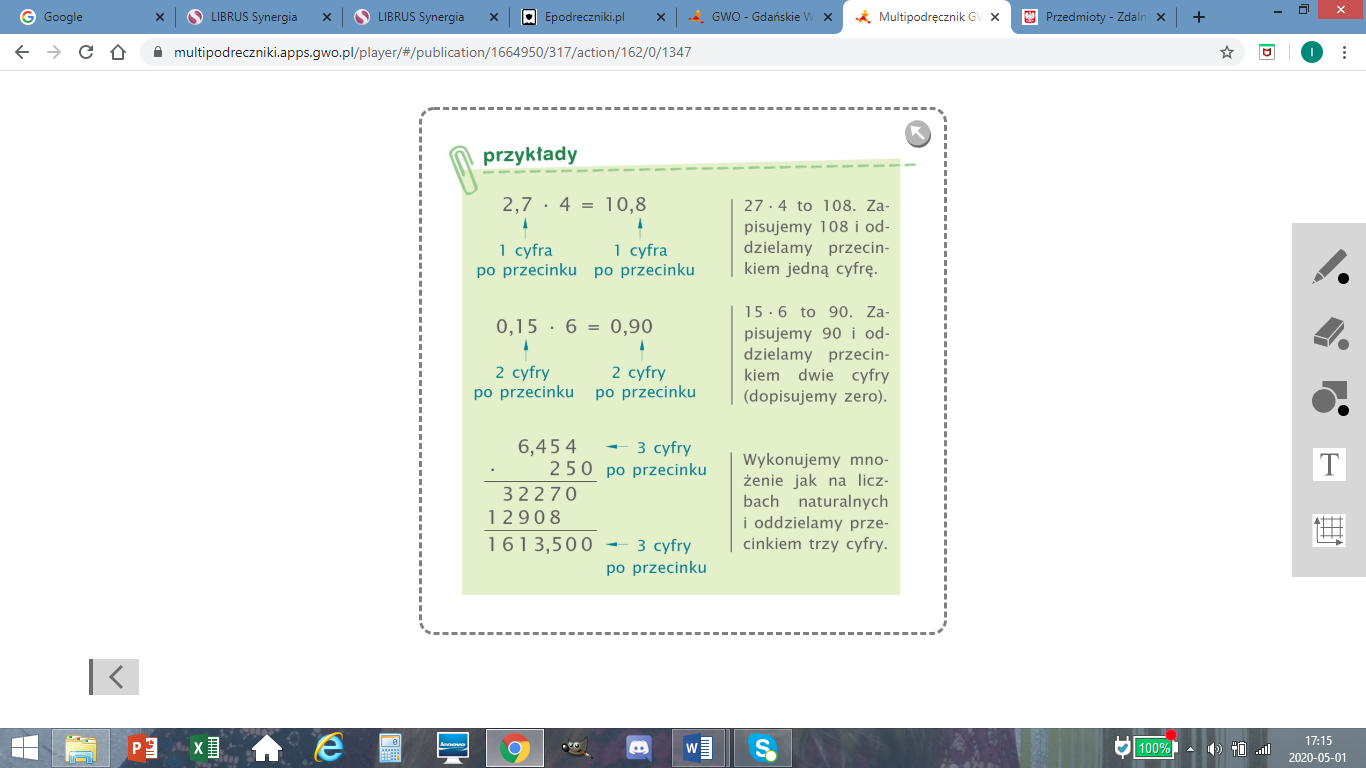 Google
LIBRUS Synergia
LIBRUS Synergia
Epodreczniki.pl
GWO - Gdańskie W
Multipodręcznik GW
Przedmioty - Zdaln
multipodreczniki.apps.gwo.pl/player/#/publication/1664950/317/action/162/0/1347
I
przykłady
2,7 · 4 = 10,8
1 cyfra
po przecinku
1 cyfra
po przecinku
27 · 4 to 108. Za-
pisujemy 108 i od-
dzielamy przecin-
kiem jedną cyfrę.
0,15 · 6 = 0,90
2 cyfry
po przecinku
2 cyfry
po przecinku
15 · 6 to 90. Za-
pisujemy 90 i od-
dzielamy przecin-
kiem dwie cyfry
(dopisujemy zero).
6,454
· 250
32270
12908
1613,500
3 cyfry
po przecinku
3 cyfry
po przecinku
Wykonujemy mno-
żenie jak na licz-
bach naturalnych
i oddzielamy prze-
cinkiem trzy cyfry.
T
lenovo
100%
17:15
2020-05-01